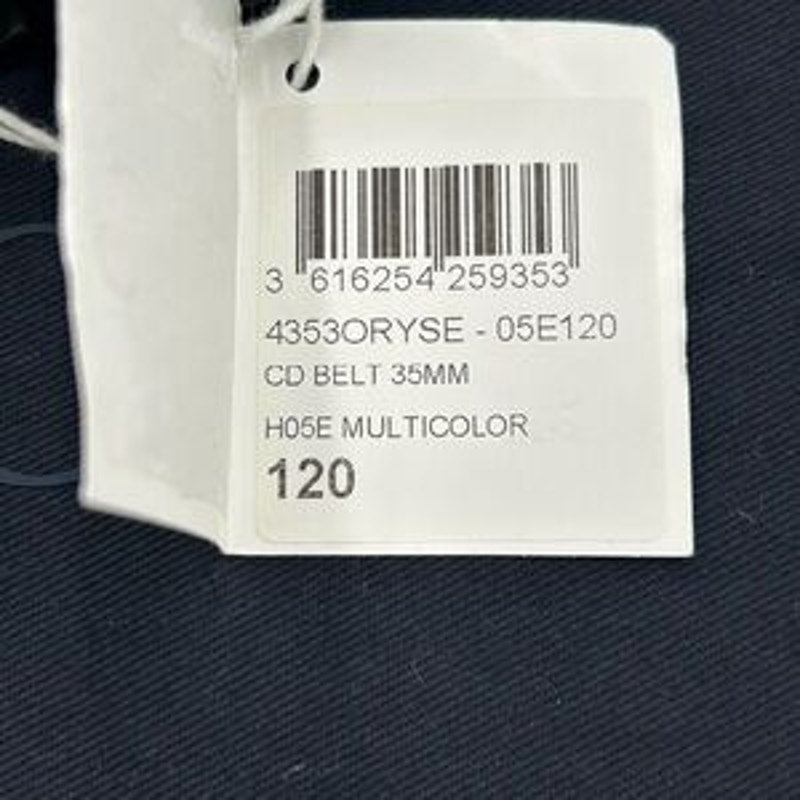 3 616254 259353
4353ORYSE - 05E120
CD BELT 35MM
H05E MULTICOLOR
120